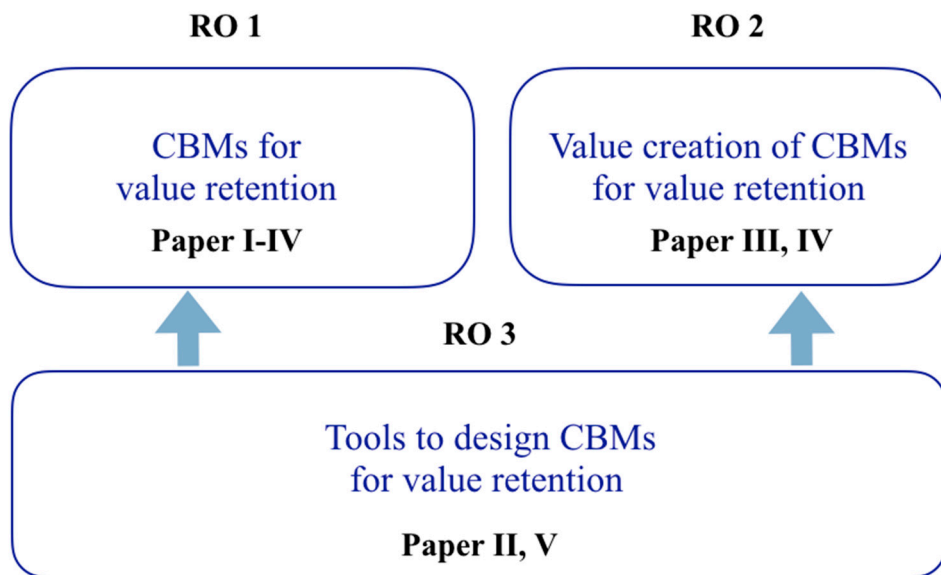 RO 1
RO 2
CBMs for
value retention
Paper I-IV
Value creation of CBMs
for value retention
Paper III, IV
RO 3
Tools to design CBMs
for value retention
Paper II, V